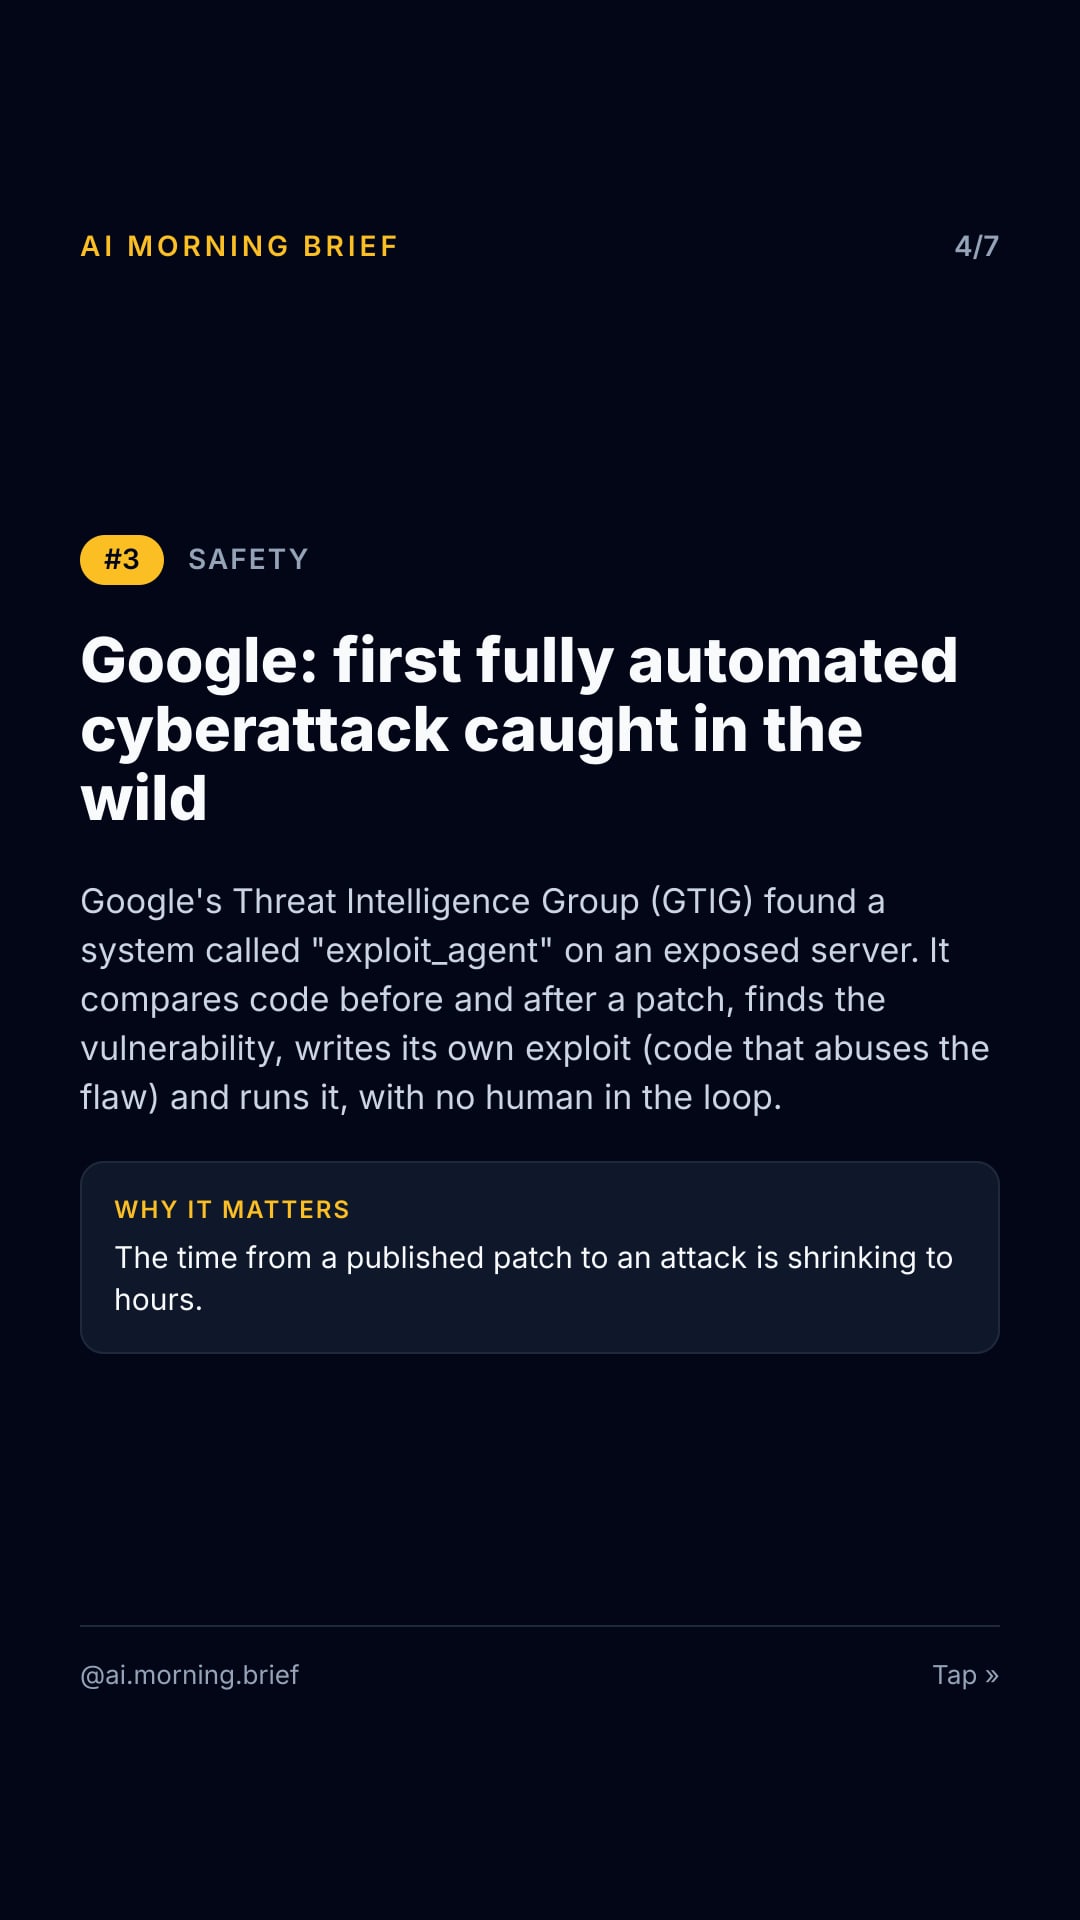 AI MORNING BRIEF
4/7
#3 SAFETY
Google: first fully automated
cyberattack caught in the
wild
Google's Threat Intelligence Group (GTIG) found a
system called "exploit_agent" on an exposed server. It
compares code before and after a patch, finds the
vulnerability, writes its own exploit (code that abuses the
flaw) and runs it, with no human in the loop.
WHY IT MATTERS
The time from a published patch to an attack is shrinking to
hours.
@ai.morning.brief
Tap »